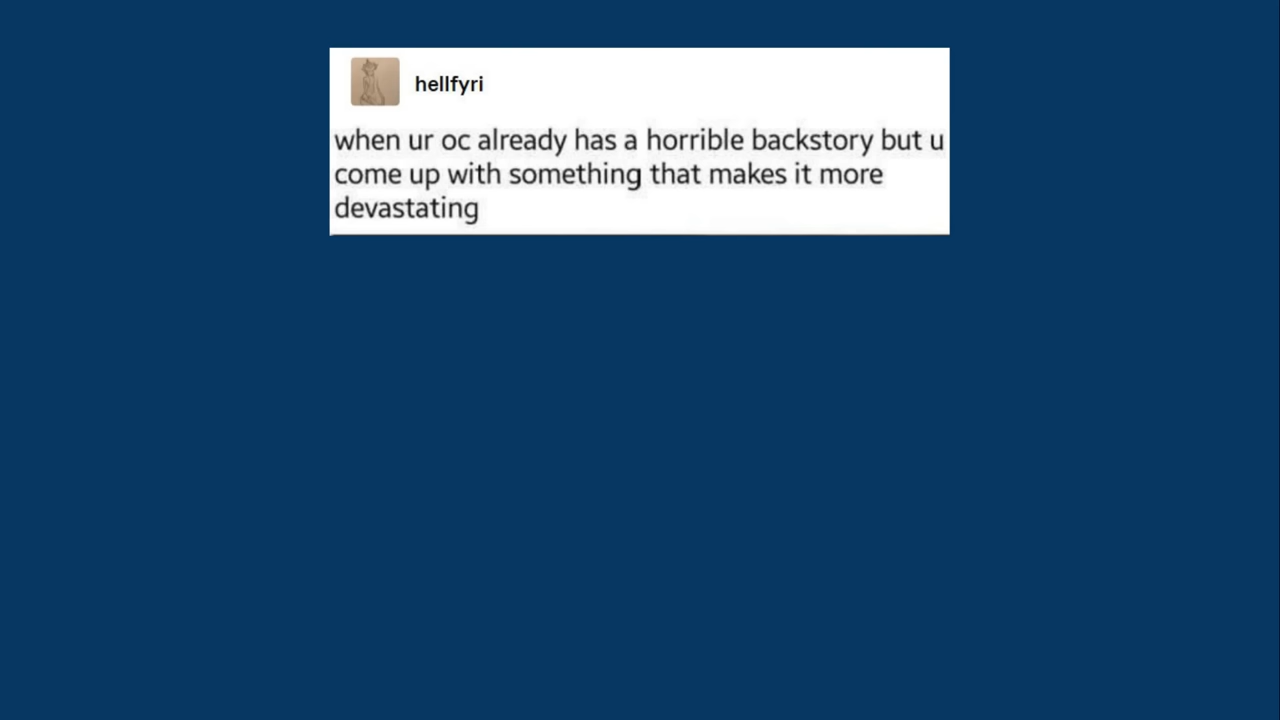 hellfyri
when ur oc already has a horrible backstory but u
come up with something that makes it more
devastating